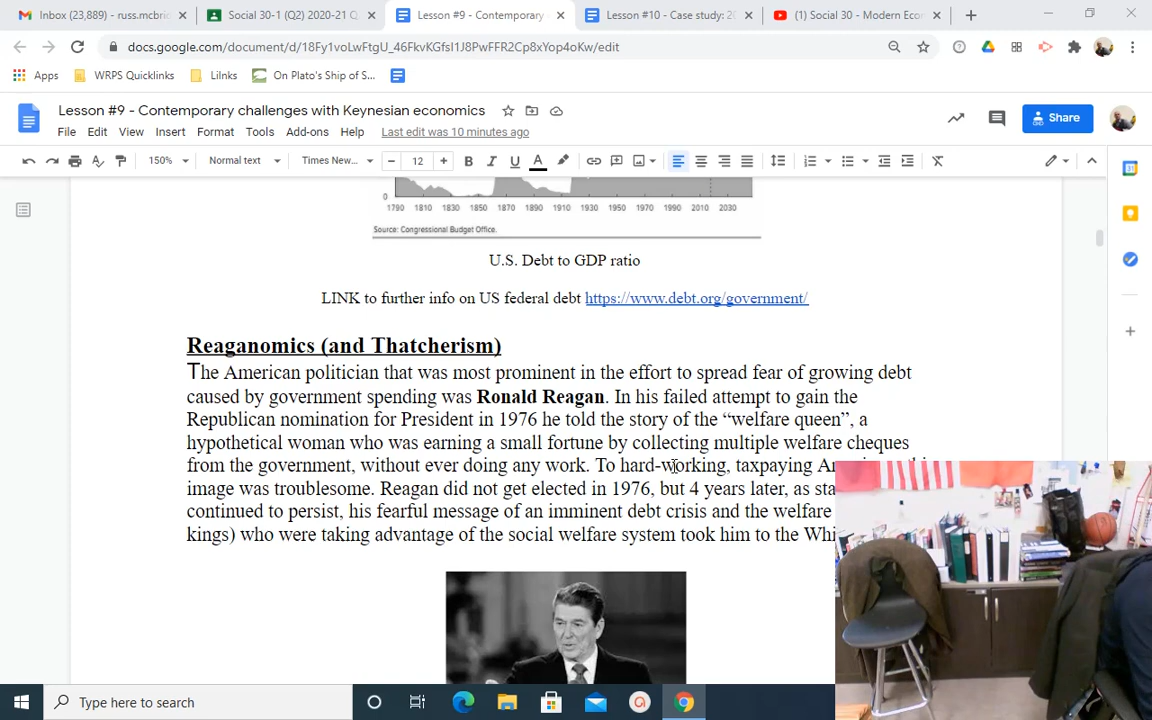 Inbox (23,889) - russ.mcbri
Social 30-1 (Q2) 2020-21 Q
Lesson #9 - Contemporary
Lesson #10 - Case study: 20
(1) Social 30 - Modern Econ
docs.google.com/document/d/18Fy1voLwFtgU_46FkvKGfsI1J8PwFFR2Cp8xYop4oKw/edit
Apps
WRPS Quicklinks
LiInks
On Plato's Ship of S...
Lesson #9 - Contemporary challenges with Keynesian economics
Share
File Edit View Insert Format Tools Add-ons Help Last edit was 10 minutes ago
150% Normal text Times New... 12 B I U A
0
1790 1810 1830 1850 1870 1890 1910 1930 1950 1970 1990 2010 2030
Source: Congressional Budget Office.
U.S. Debt to GDP ratio
LINK to further info on US federal debt https://www.debt.org/government/
Reaganomics (and Thatcherism)
The American politician that was most prominent in the effort to spread fear of growing debt
caused by government spending was Ronald Reagan. In his failed attempt to gain the
Republican nomination for President in 1976 he told the story of the “welfare queen”, a
hypothetical woman who was earning a small fortune by collecting multiple welfare cheques
from the government, without ever doing any work. To hard-working, taxpaying
image was troublesome. Reagan did not get elected in 1976, but 4 years later, as
continued to persist, his fearful message of an imminent debt crisis and the welfare
kings) who were taking advantage of the social welfare system took him to the
Type here to search